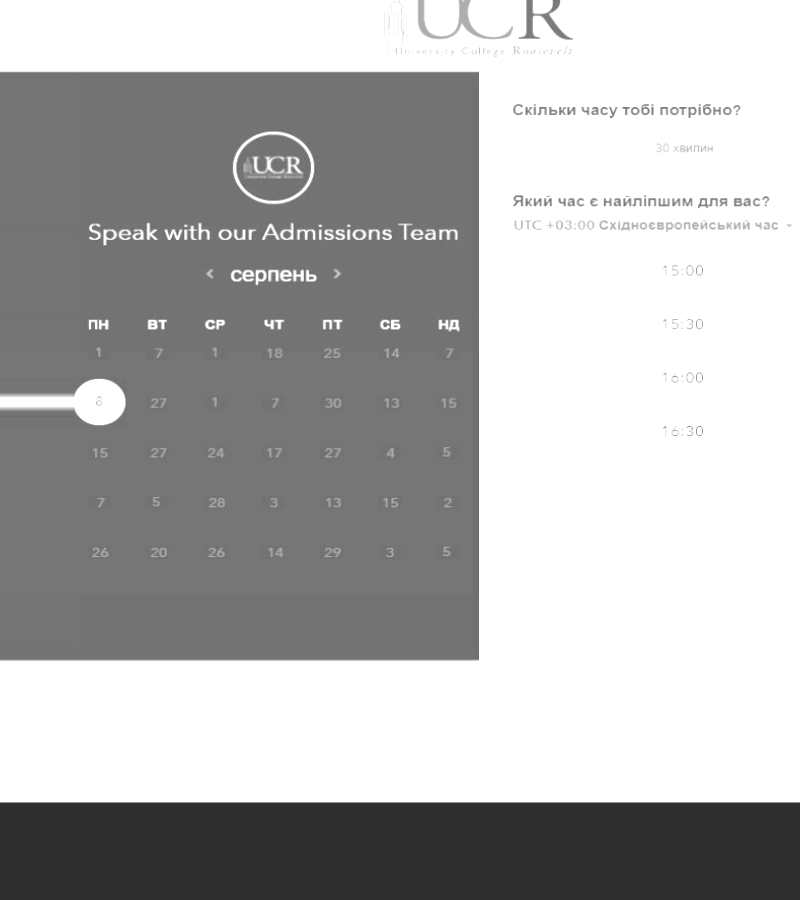 UCR
University College Roosevelt
UCR
Speak with our Admissions Team
‹ серпень ›
ПН ВТ СР ЧТ ПТ СБ НД
1 7 1 18 25 14 7
8 27 1 7 30 13 15
15 27 24 17 27 4 5
7 5 28 3 13 15 2
26 20 26 14 29 3 5
Скільки часу тобі потрібно?
30 хвилин
Який час є найліпшим для вас?
UTC +03:00 Східноєвропейський час
15:00
15:30
16:00
16:30